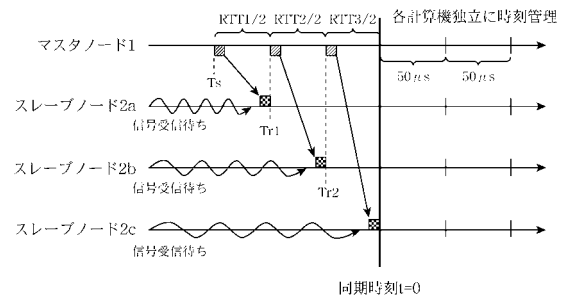 RTT1/2 RTT2/2 RTT3/2 各計算機独立に時刻管理
マスタノード1
50μs 50μs
Ts
スレーブノード2a
信号受信待ち
Tr1
スレーブノード2b
信号受信待ち
Tr2
スレーブノード2c
信号受信待ち
同期時刻t=0